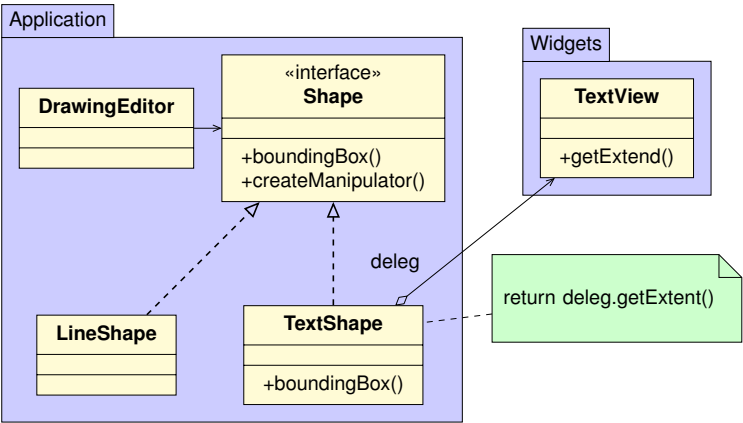 Application
Widgets
DrawingEditor
«interface»
Shape
+boundingBox()
+createManipulator()
TextView
+getExtend()
deleg
LineShape
TextShape
+boundingBox()
return deleg.getExtent()